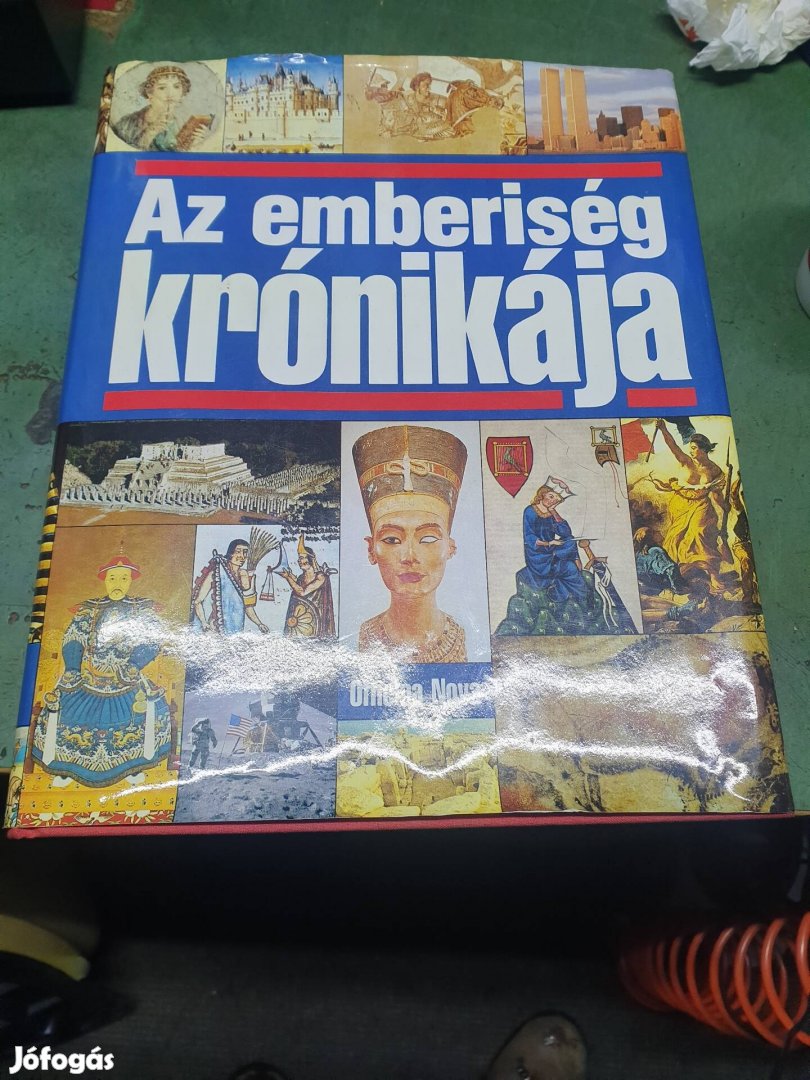 Az emberiség
krónikája
Officina Nova
Jófogás